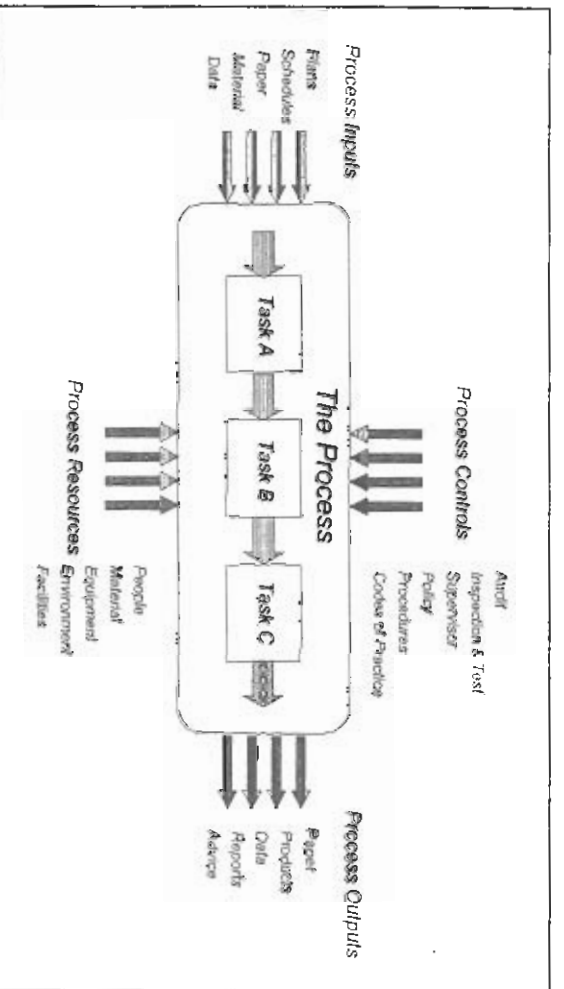 Process Inputs
Plans
Schedules
Paper
Material
Data
Process Controls
Audit
Inspection & Test
Supervisor
Policy
Procedures
Codes of Practice
The Process
Task A
Task B
Task C
Process Resources
People
Material
Equipment
Environment
Facilities
Process Outputs
Paper
Products
Data
Reports
Advice